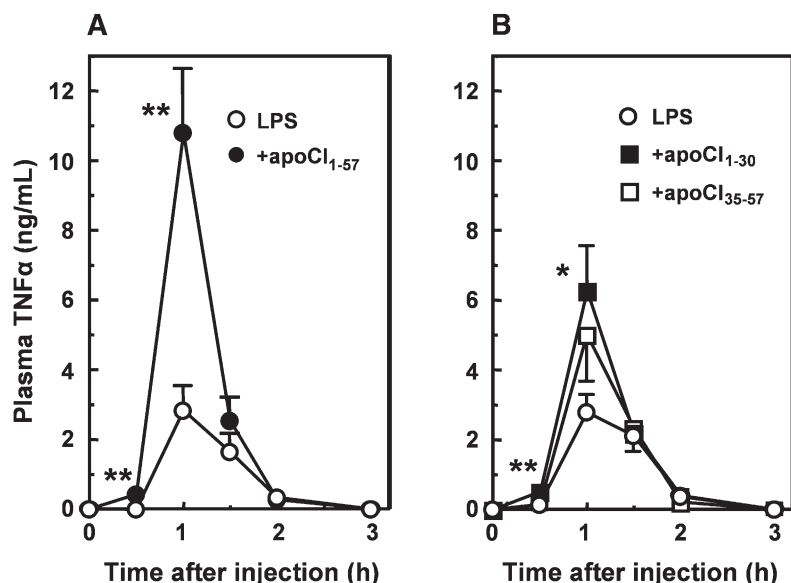 A
B
12
10
8
6
4
2
0
Plasma TNFα (ng/mL)
**
**
LPS
+apoCI1-57
0
1
2
3
Time after injection (h)
12
10
8
6
4
2
0
*
**
LPS
+apoCI1-30
+apoCI35-57
0
1
2
3
Time after injection (h)